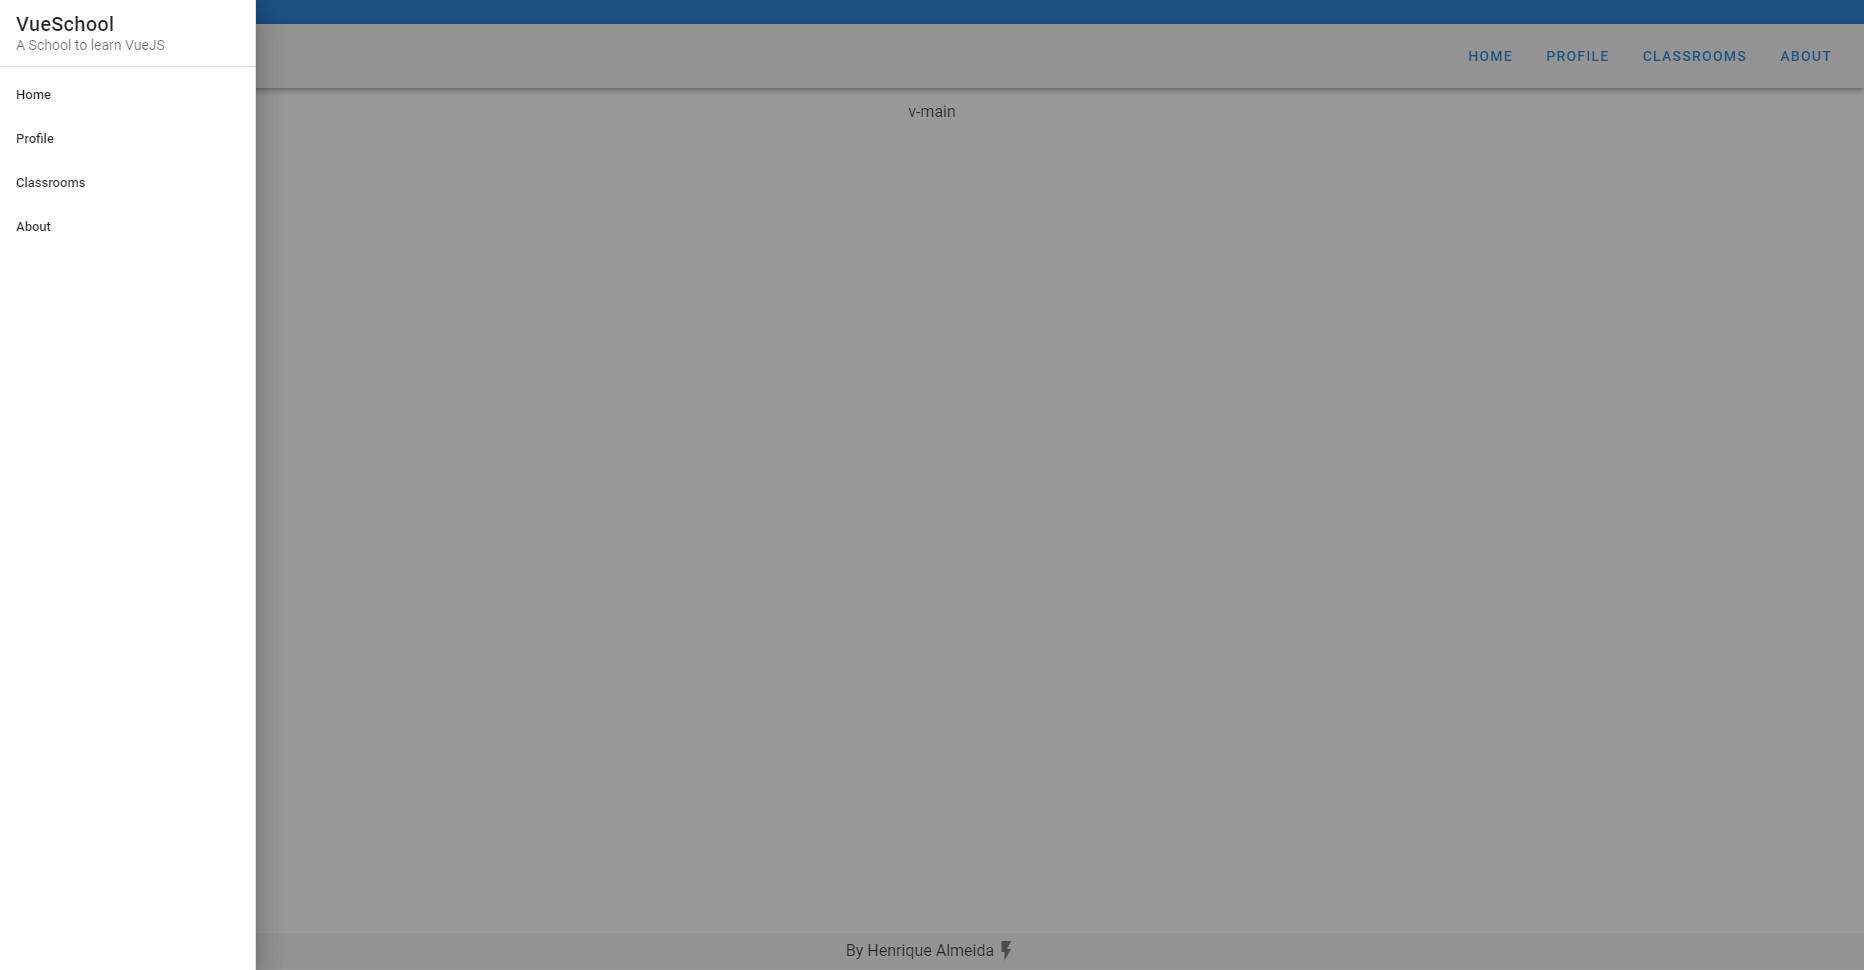 VueSchool
A School to learn VueJS
Home
Profile
Classrooms
About
HOME PROFILE CLASSROOMS ABOUT
v-main
By Henrique Almeida